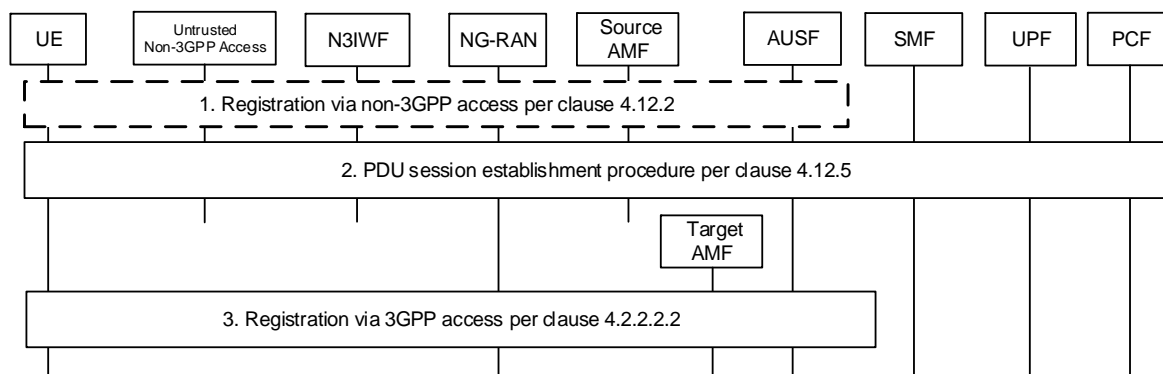 UE
Untrusted
Non-3GPP Access
N3IWF
NG-RAN
Source
AMF
AUSF
SMF
UPF
PCF
1. Registration via non-3GPP access per clause 4.12.2
2. PDU session establishment procedure per clause 4.12.5
Target
AMF
3. Registration via 3GPP access per clause 4.2.2.2.2